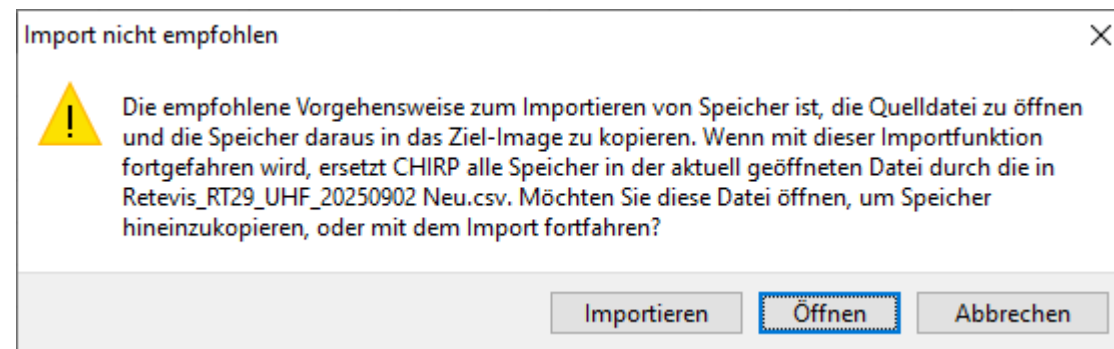 Import nicht empfohlen
Die empfohlene Vorgehensweise zum Importieren von Speicher ist, die Quelldatei zu öffnen
und die Speicher daraus in das Ziel-Image zu kopieren. Wenn mit dieser Importfunktion
fortgefahren wird, ersetzt CHIRP alle Speicher in der aktuell geöffneten Datei durch die in
Retevis_RT29_UHF_20250902 Neu.csv. Möchten Sie diese Datei öffnen, um Speicher
hineinzukopieren, oder mit dem Import fortfahren?
Importieren Öffnen Abbrechen